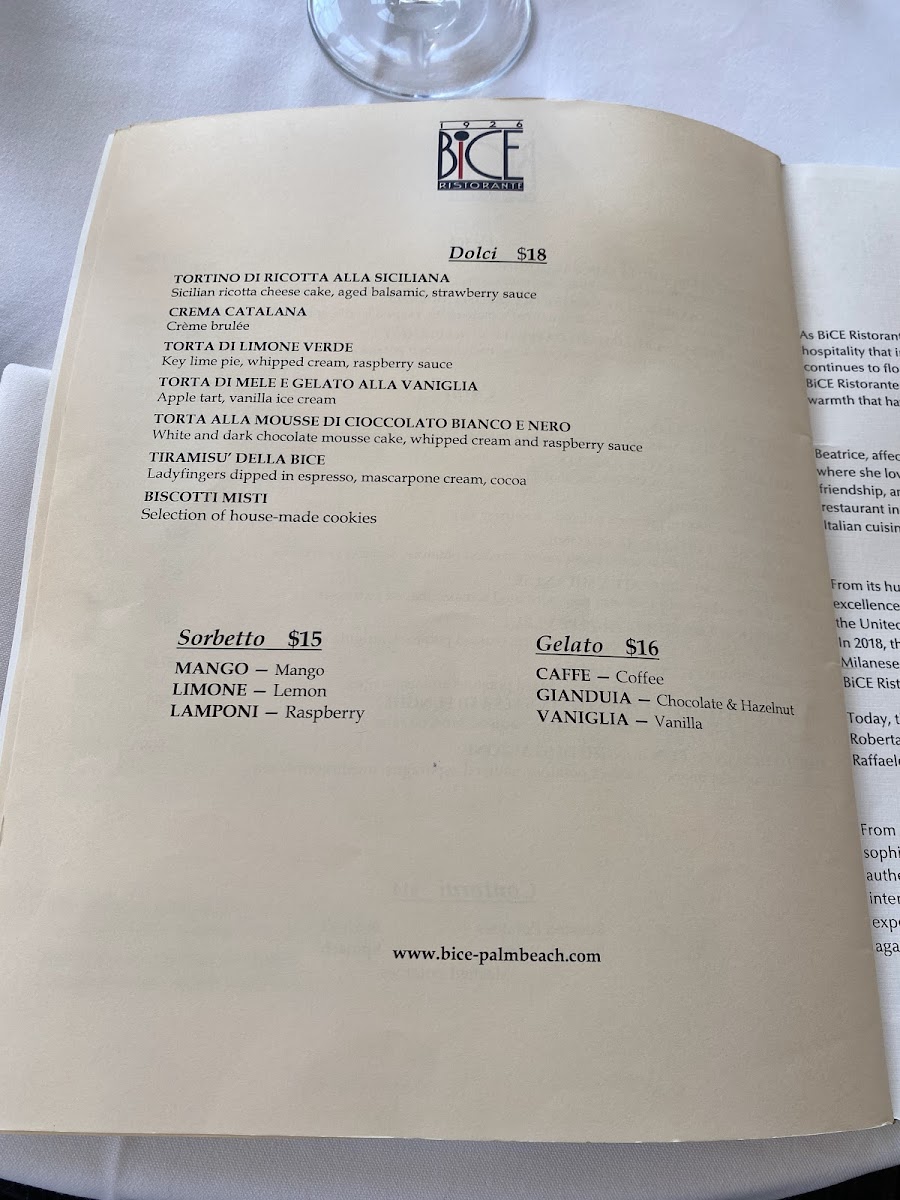 1926
BiCE
RISTORANTE
Dolci $18
TORTINO DI RICOTTA ALLA SICILIANA
Sicilian ricotta cheese cake, aged balsamic, strawberry sauce
CREMA CATALANA
Crème brulée
TORTA DI LIMONE VERDE
Key lime pie, whipped cream, raspberry sauce
TORTA DI MELE E GELATO ALLA VANIGLIA
Apple tart, vanilla ice cream
TORTA ALLA MOUSSE DI CIOCCOLATO BIANCO E NERO
White and dark chocolate mousse cake, whipped cream and raspberry sauce
TIRAMISU' DELLA BICE
Ladyfingers dipped in espresso, mascarpone cream, cocoa
BISCOTTI MISTI
Selection of house-made cookies
Sorbetto $15
MANGO — Mango
LIMONE — Lemon
LAMPONI — Raspberry
Gelato $16
CAFFE — Coffee
GIANDUIA — Chocolate & Hazelnut
VANIGLIA — Vanilla
www.bice-palmbeach.com
As BiCE Ristorant
hospitality that i
continues to flo
BiCE Ristorante
warmth that ha
Beatrice, affec
where she lov
friendship, a
restaurant in
Italian cuisin
From its hu
excellence
the United
In 2018, th
Milanese
BiCE Rist
Today, t
Roberta
Raffael
From
sophi
auth
inter
exp
aga